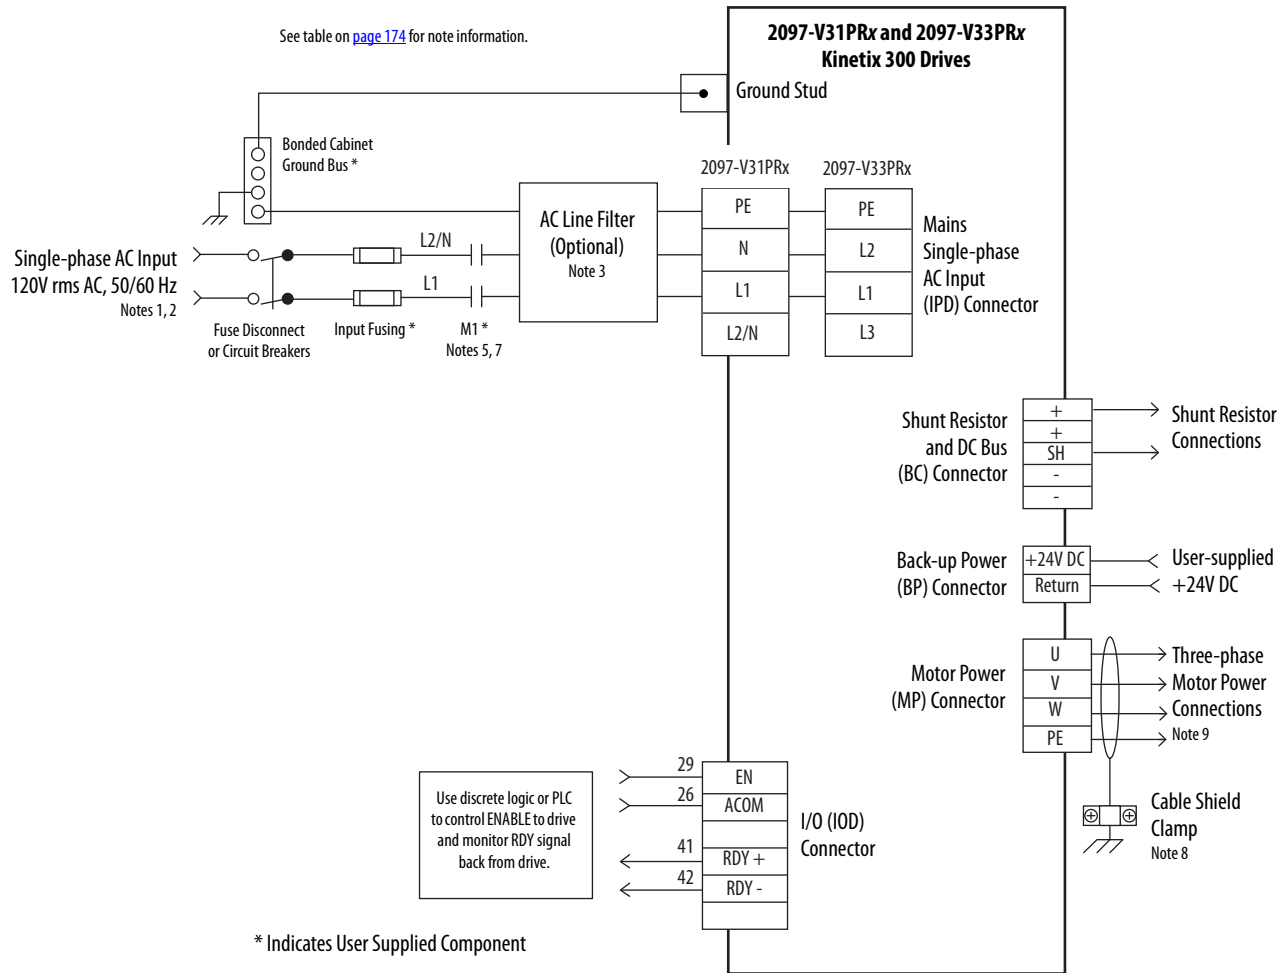 See table on page 174 for note information.
2097-V31PRx and 2097-V33PRx
Kinetix 300 Drives
Ground Stud
Bonded Cabinet
Ground Bus *
2097-V31PRx
2097-V33PRx
PE
N
L1
L2/N
PE
L2
L1
L3
Mains
Single-phase
AC Input
(IPD) Connector
AC Line Filter
(Optional)
Note 3
L2/N
L1
Single-phase AC Input
120V rms AC, 50/60 Hz
Notes 1, 2
Fuse Disconnect
or Circuit Breakers
Input Fusing *
M1 *
Notes 5, 7
Shunt Resistor
and DC Bus
(BC) Connector
+
+
SH
-
-
Shunt Resistor
Connections
Back-up Power
(BP) Connector
+24V DC
Return
User-supplied
+24V DC
Motor Power
(MP) Connector
U
V
W
PE
Three-phase
Motor Power
Connections
Note 9
Cable Shield
Clamp
Note 8
Use discrete logic or PLC
to control ENABLE to drive
and monitor RDY signal
back from drive.
29
26
41
42
EN
ACOM
RDY +
RDY -
I/O (IOD)
Connector
* Indicates User Supplied Component